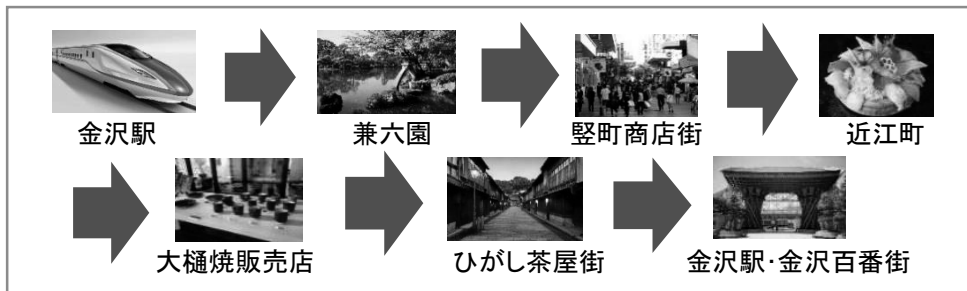 金沢駅
兼六園
竪町商店街
近江町
大樋焼販売店
ひがし茶屋街
金沢駅・金沢百番街